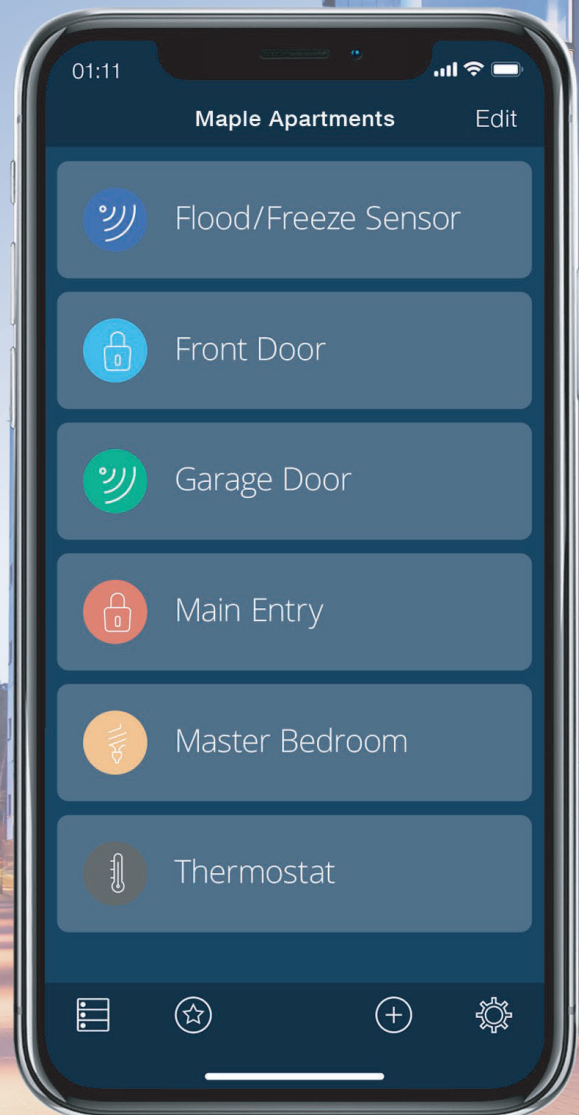 01:11
Maple Apartments Edit
Flood/Freeze Sensor
Front Door
Garage Door
Main Entry
Master Bedroom
Thermostat